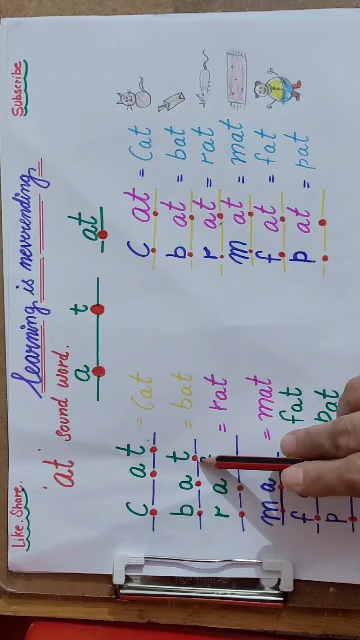 Like. Share. Subscribe
learning is neverending
'at' sound word.
a t at
c a t = Cat
b a t = bat
r a = rat
m a = mat
f fat
p
c at = Cat
b at = bat
r at = rat
m at = mat
f at = fat
p at = pat